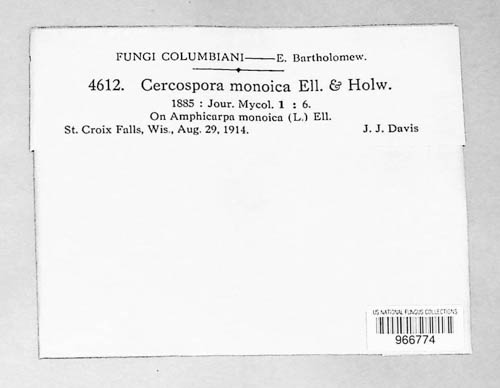 FUNGI COLUMBIANI——E. Bartholomew.
4612. Cercospora monoica Ell. & Holw.
1885 : Jour. Mycol. 1 : 6.
On Amphicarpa monoica (L.) Ell.
St. Croix Falls, Wis., Aug. 29, 1914. J. J. Davis
US NATIONAL FUNGUS COLLECTIONS
966774